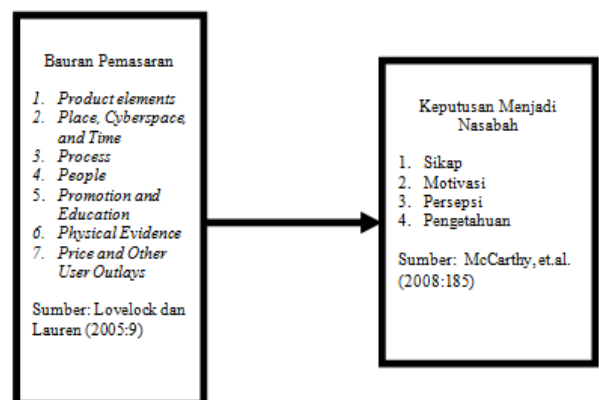 Bauran Pemasaran
1. Product elements
2. Place, Cyberspace,
and Time
3. Process
4. People
5. Promotion and
Education
6. Physical Evidence
7. Price and Other
User Outlays
Sumber: Lovelock dan
Lauren (2005:9)
Keputusan Menjadi
Nasabah
1. Sikap
2. Motivasi
3. Persepsi
4. Pengetahuan
Sumber: McCarthy, et.al.
(2008:185)